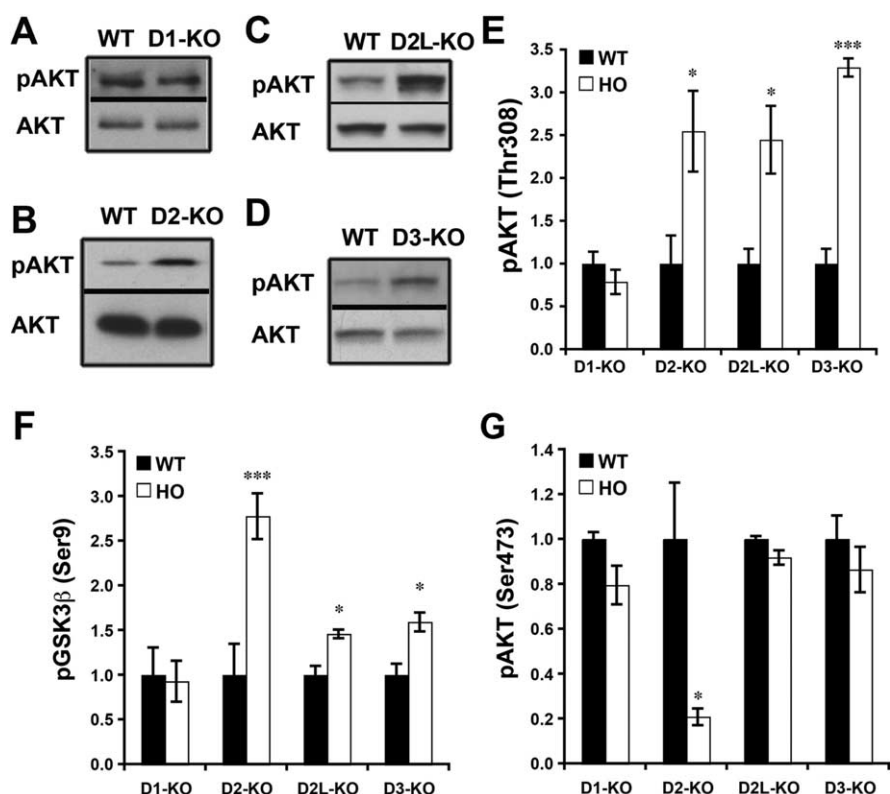 A
WT D1-KO
pAKT
AKT
B
WT D2-KO
pAKT
AKT
C
WT D2L-KO
pAKT
AKT
D
WT D3-KO
pAKT
AKT
E
pAKT (Thr308)
3.5
3.0
2.5
2.0
1.5
1.0
0.5
0.0
WT
HO
*
*
***
D1-KO D2-KO D2L-KO D3-KO
F
pGSK3β (Ser9)
3.5
3.0
2.5
2.0
1.5
1.0
0.5
0.0
WT
HO
***
*
*
D1-KO D2-KO D2L-KO D3-KO
G
pAKT (Ser473)
1.4
1.2
1.0
0.8
0.6
0.4
0.2
0.0
WT
HO
*
D1-KO D2-KO D2L-KO D3-KO